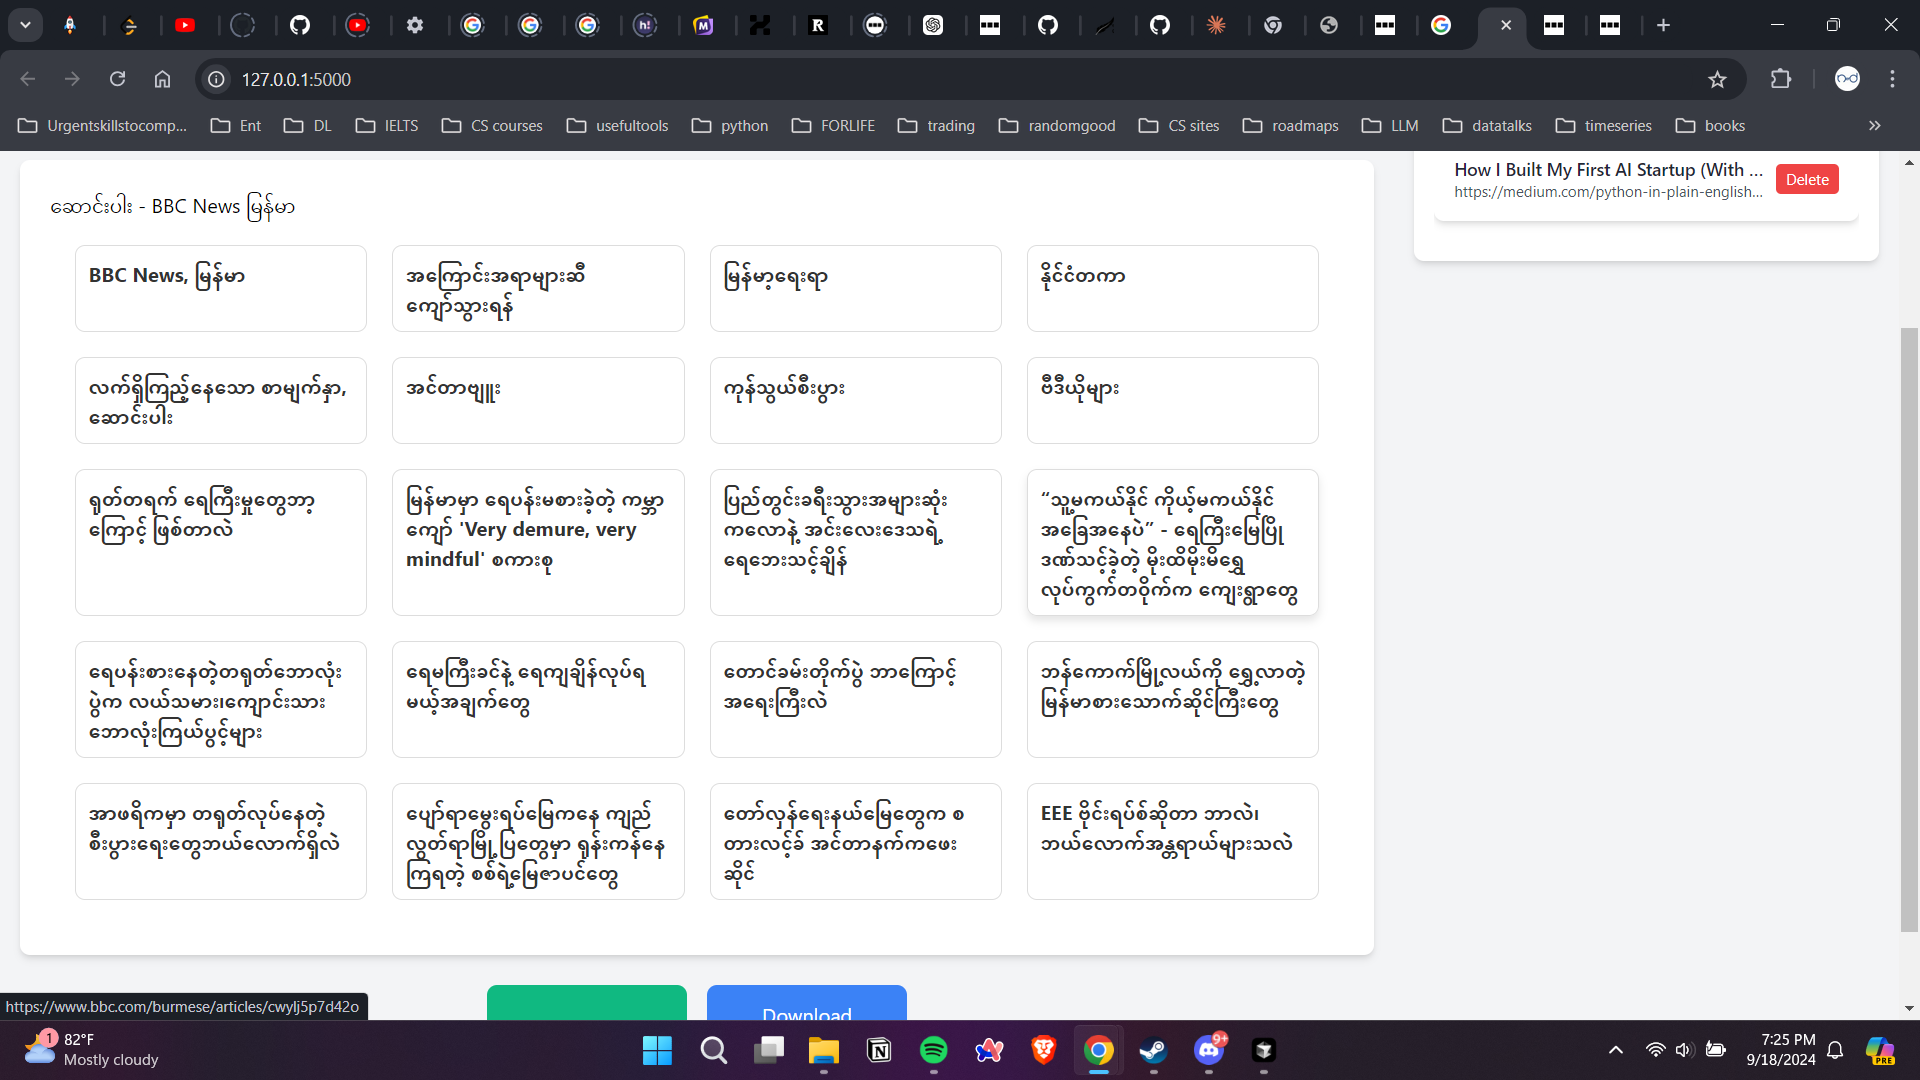 127.0.0.1:5000
Urgentskillstocomp...
Ent
DL
IELTS
CS courses
usefultools
python
FORLIFE
trading
randomgood
CS sites
roadmaps
LLM
datatalks
timeseries
books
How I Built My First AI Startup (With ...
https://medium.com/python-in-plain-english...
Delete
ဆောင်းပါး - BBC News မြန်မာ
BBC News, မြန်မာ
အကြောင်းအရာများဆီ
ကျော်သွားရန်
မြန်မာ့ရေးရာ
နိုင်ငံတကာ
လက်ရှိကြည့်နေသော စာမျက်နှာ,
ဆောင်းပါး
အင်တာဗျူး
ကုန်သွယ်စီးပွား
ဗီဒီယိုများ
ရုတ်တရက် ရေကြီးမှုတွေဘာ့
ကြောင့် ဖြစ်တာလဲ
မြန်မာမှာ ရေပန်းမစားခဲ့တဲ့ ကမ္ဘာ
ကျော် 'Very demure, very
mindful' စကားစု
ပြည်တွင်းခရီးသွားအများဆုံး
ကလောနဲ့ အင်းလေးဒေသရဲ့
ရေဘေးသင့်ချိန်
“သူ့မကယ်နိုင် ကိုယ့်မကယ်နိုင်
အခြေအနေပဲ” - ရေကြီးမြေပြို
ဒဏ်သင့်ခဲ့တဲ့ မိုးထိမိုးမိရွှေ
လုပ်ကွက်တဝိုက်က ကျေးရွာတွေ
ရေပန်းစားနေတဲ့တရုတ်ဘောလုံး
ပွဲက လယ်သမား၊ကျောင်းသား
ဘောလုံးကြယ်ပွင့်များ
ရေမကြီးခင်နဲ့ ရေကျချိန်လုပ်ရ
မယ့်အချက်တွေ
တောင်ခမ်းတိုက်ပွဲ ဘာကြောင့်
အရေးကြီးလဲ
ဘန်ကောက်မြို့လယ်ကို ရွှေ့လာတဲ့
မြန်မာစားသောက်ဆိုင်ကြီးတွေ
အာဖရိကမှာ တရုတ်လုပ်နေတဲ့
စီးပွားရေးတွေဘယ်လောက်ရှိလဲ
ပျော်ရာမွေးရပ်မြေကနေ ကျည်
လွတ်ရာမြို့ပြတွေမှာ ရုန်းကန်နေ
ကြရတဲ့ စစ်ရဲ့မြေဇာပင်တွေ
တော်လှန်ရေးနယ်မြေတွေက စ
တားလင့်ခ် အင်တာနက်ကဖေး
ဆိုင်
EEE ဗိုင်းရပ်စ်ဆိုတာ ဘာလဲ၊
ဘယ်လောက်အန္တရာယ်များသလဲ
Download
https://www.bbc.com/burmese/articles/cwylj5p7d42o
1
82°F
Mostly cloudy
9+
7:25 PM
9/18/2024
PRE